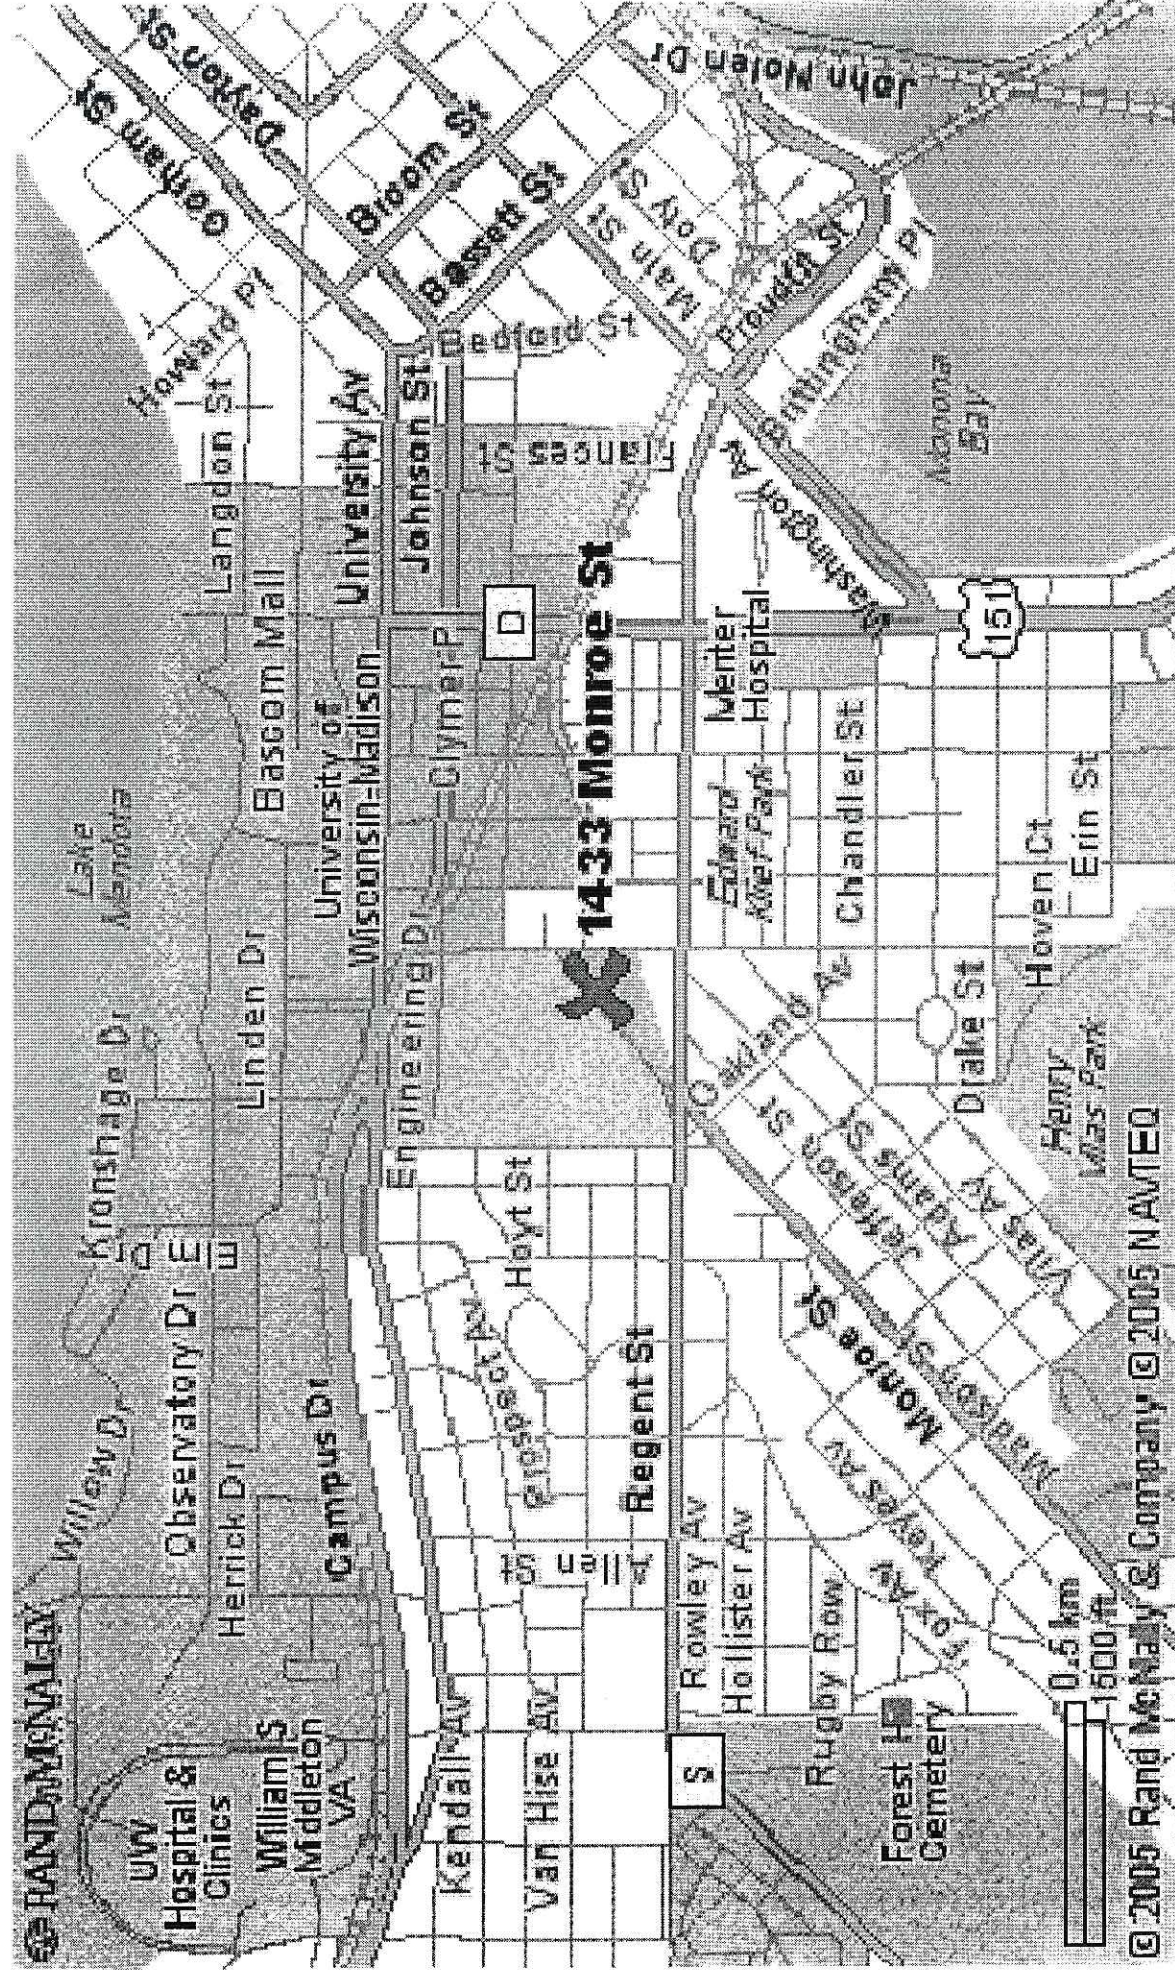 RAND MCNALLY
UW
Hospital &
Clinics
William S
Middleton
VA
Willow Dr
Observatory Dr
Herrick Dr
Campus Dr
Kronshage Dr
Elm Dr
Linden Dr
Lake
Mendota
Bascom Mall
University of
Wisconsin-Madison
Engineering Dr
Langdon St
Howard Pl
University Av
Johnson St
Clymer P
D
Gorham St
Dayton St
Broom St
Bassett St
Bedford St
Frances St
Main St
Doty St
John Nolen Dr
Proudfit St
Brittingham Pl
Washington Av
Monona
Bay
151
1433 Monroe St
Meriter
Hospital
Edward
Klief Park
Chandler St
Erin St
Haven Ct
Drake St
Henry
Vilas Park
Oakland Av
Jefferson St
Adams St
Vilas Av
Madison St
Monroe St
Regent St
Hoyt St
Prospect Av
Allen St
Kendall Av
Van Hise Av
Rowley Av
Hollister Av
Rugby Row
Keyes Av
Fox Av
S
Forest H
Cemetery
0.5 km
1500 ft
© 2005 Rand McNally & Company © 2005 NAVTEQ